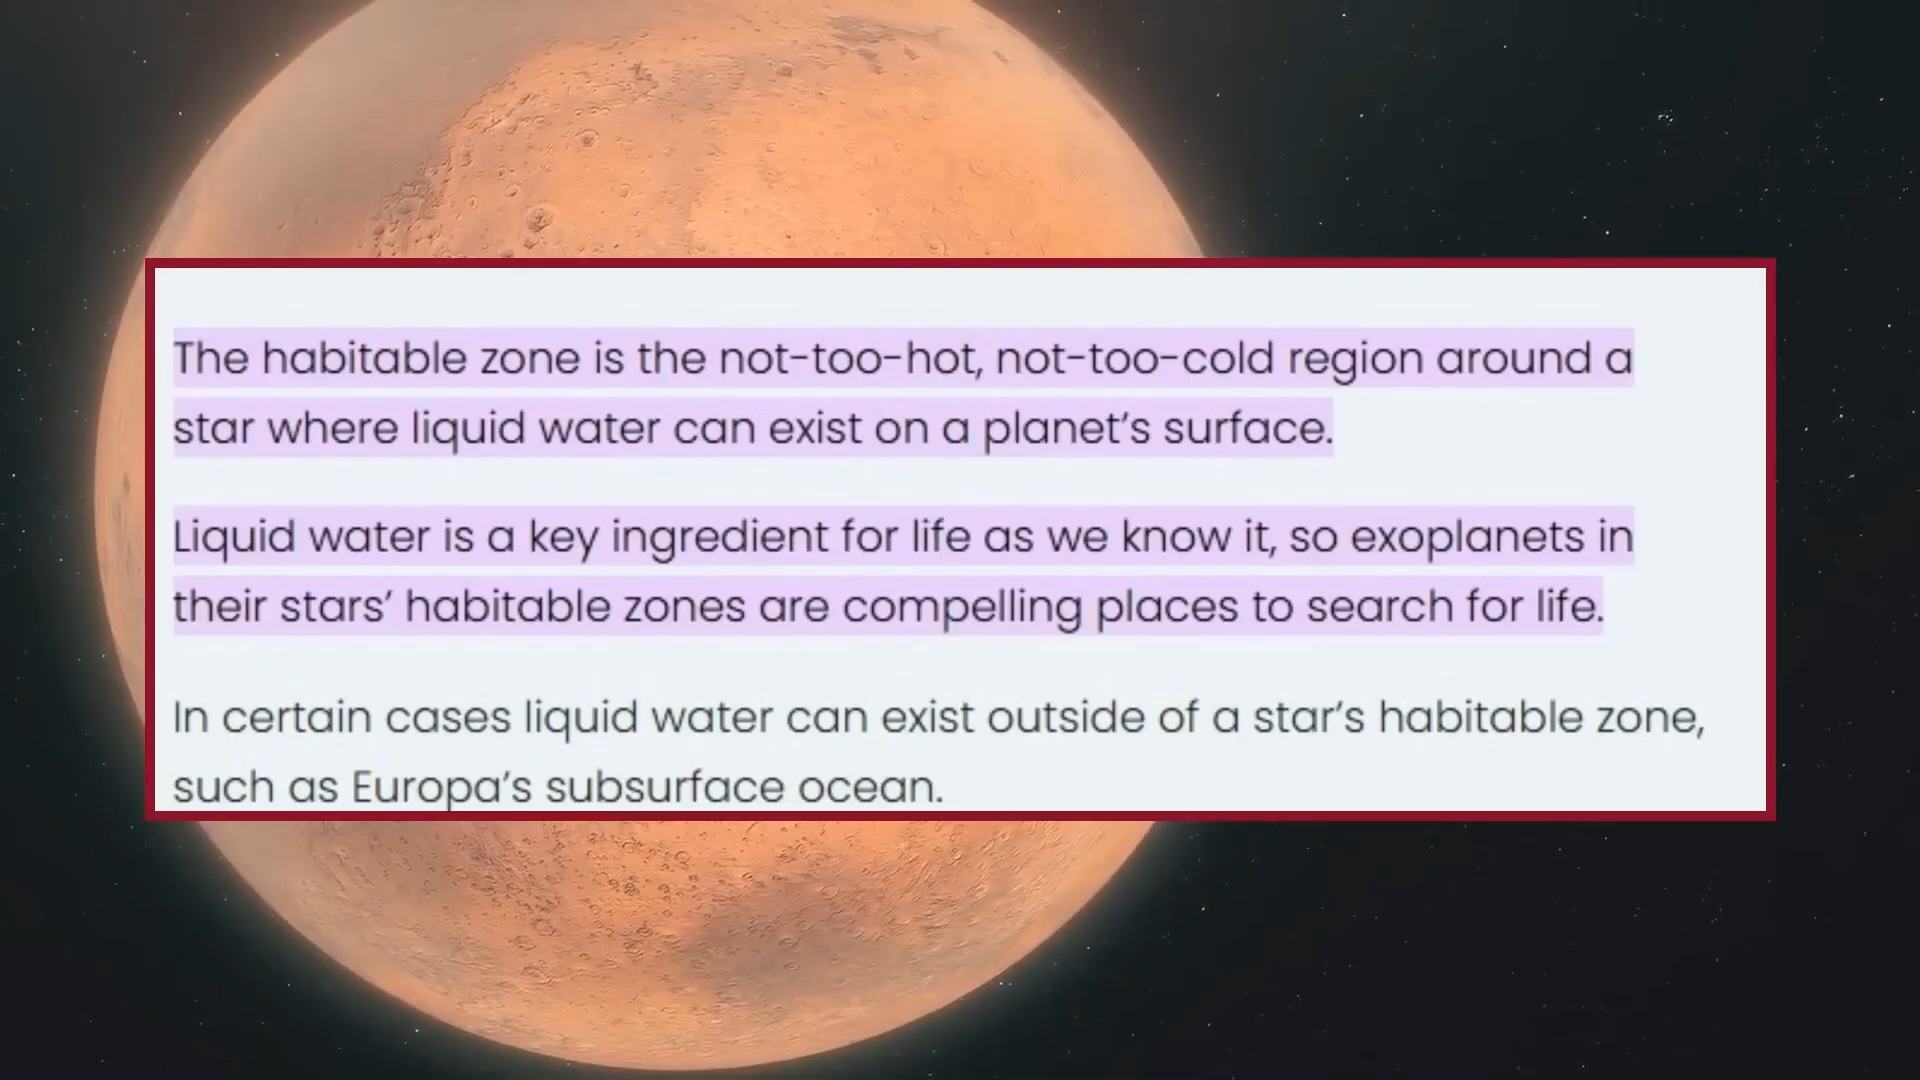 The habitable zone is the not-too-hot, not-too-cold region around a
star where liquid water can exist on a planet’s surface.
Liquid water is a key ingredient for life as we know it, so exoplanets in
their stars’ habitable zones are compelling places to search for life.
In certain cases liquid water can exist outside of a star’s habitable zone,
such as Europa’s subsurface ocean.